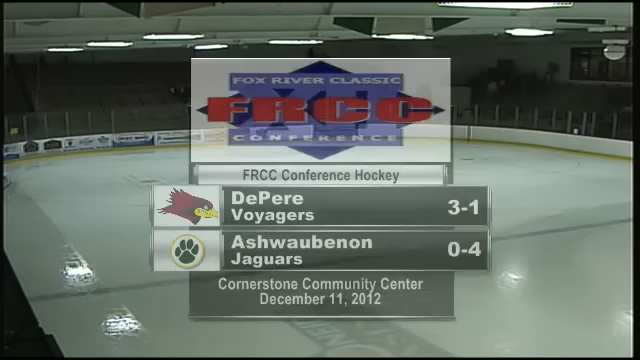 FOX RIVER CLASSIC
FRCC
CONFERENCE
FRCC Conference Hockey
DePere
Voyagers
3-1
Ashwaubenon
Jaguars
0-4
Cornerstone Community Center
December 11, 2012